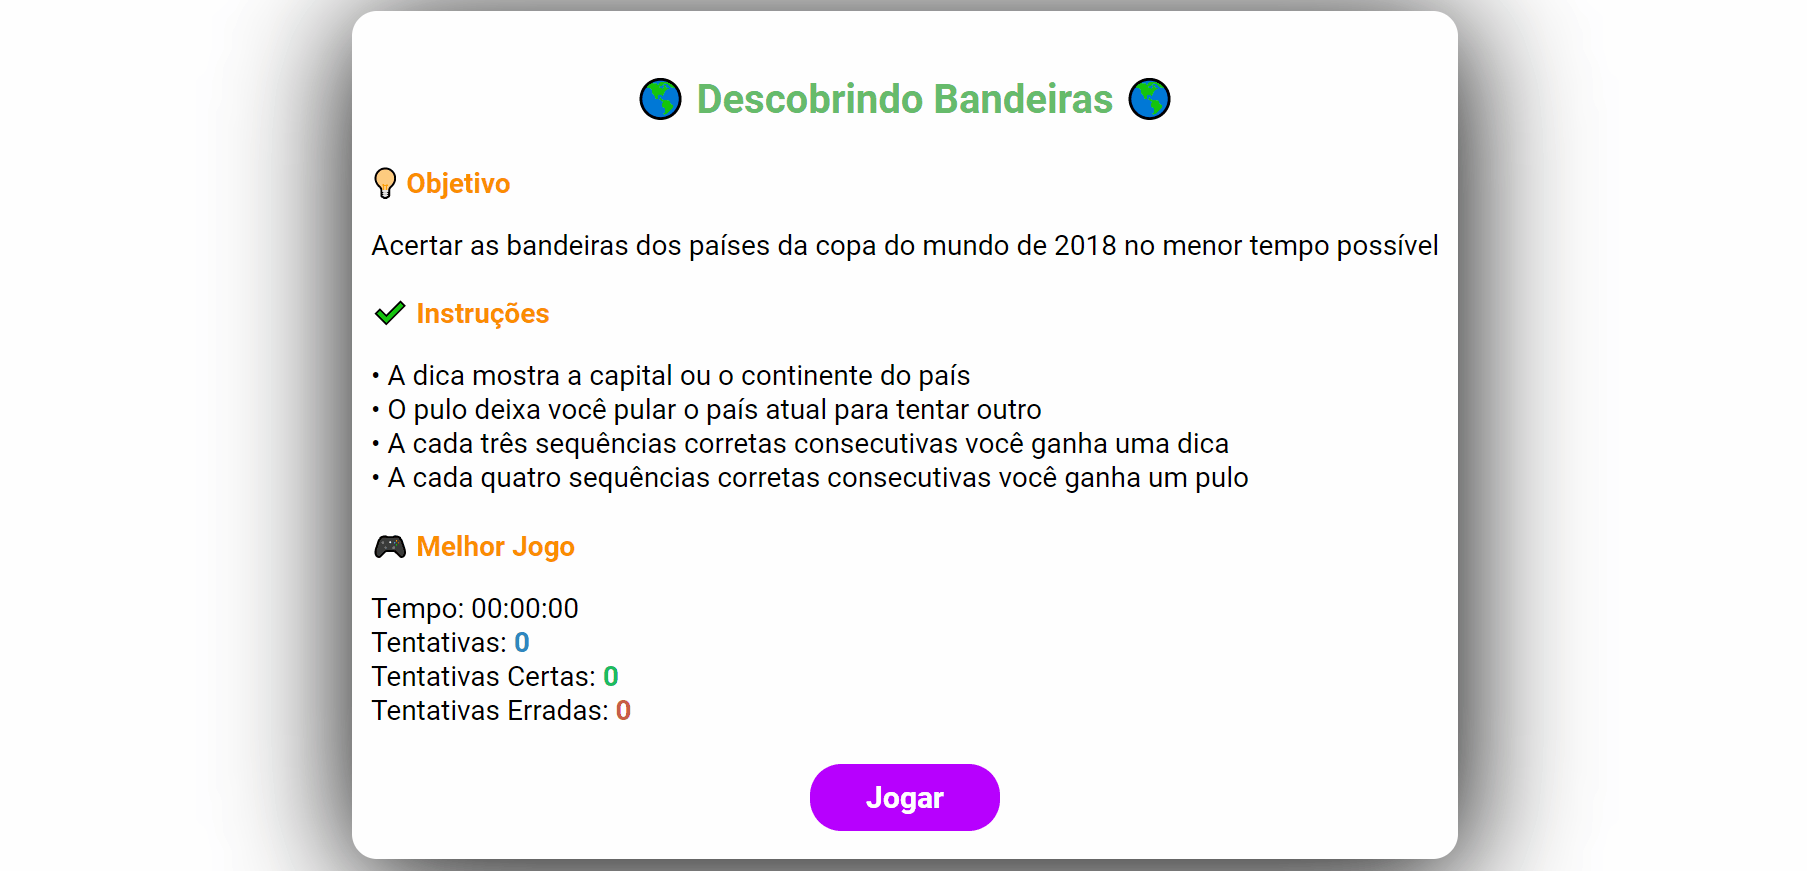 Descobrindo Bandeiras
Objetivo
Acertar as bandeiras dos países da copa do mundo de 2018 no menor tempo possível
Instruções
• A dica mostra a capital ou o continente do país
• O pulo deixa você pular o país atual para tentar outro
• A cada três sequências corretas consecutivas você ganha uma dica
• A cada quatro sequências corretas consecutivas você ganha um pulo
Melhor Jogo
Tempo: 00:00:00
Tentativas: 0
Tentativas Certas: 0
Tentativas Erradas: 0
Jogar